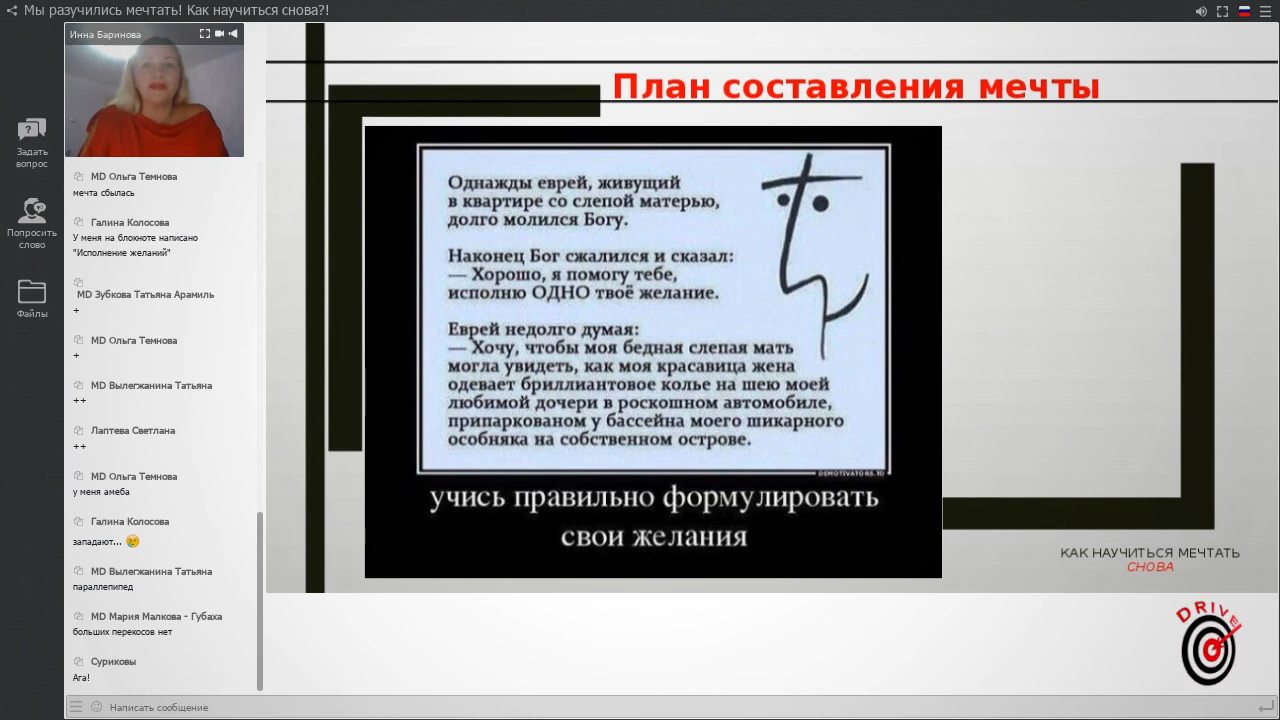 Мы разучились мечтать! Как научиться снова?!
Инна Баринова
Задать
вопрос
Попросить
слово
Файлы
MD Ольга Темнова
мечта сбылась
Галина Колосова
У меня на блокноте написано
"Исполнение желаний"
MD Зубкова Татьяна Арамиль
+
MD Ольга Темнова
+
MD Вылегжанина Татьяна
++
Лаптева Светлана
++
MD Ольга Темнова
у меня амеба
Галина Колосова
западают...
MD Вылегжанина Татьяна
параллепипед
MD Мария Малкова - Губаха
больших перекосов нет
Суриковы
Ага!
Написать сообщение
План составления мечты
Однажды еврей, живущий
в квартире со слепой матерью,
долго молился Богу.
Наконец Бог сжалился и сказал:
— Хорошо, я помогу тебе,
исполню ОДНО твоё желание.
Еврей недолго думая:
— Хочу, чтобы моя бедная слепая мать
могла увидеть, как моя красавица жена
одевает бриллиантовое колье на шею моей
любимой дочери в роскошном автомобиле,
припаркованом у бассейна моего шикарного
особняка на собственном острове.
DEMOTIVATORS.TO
учись правильно формулировать
свои желания
КАК НАУЧИТЬСЯ МЕЧТАТЬ
СНОВА
DRIVE